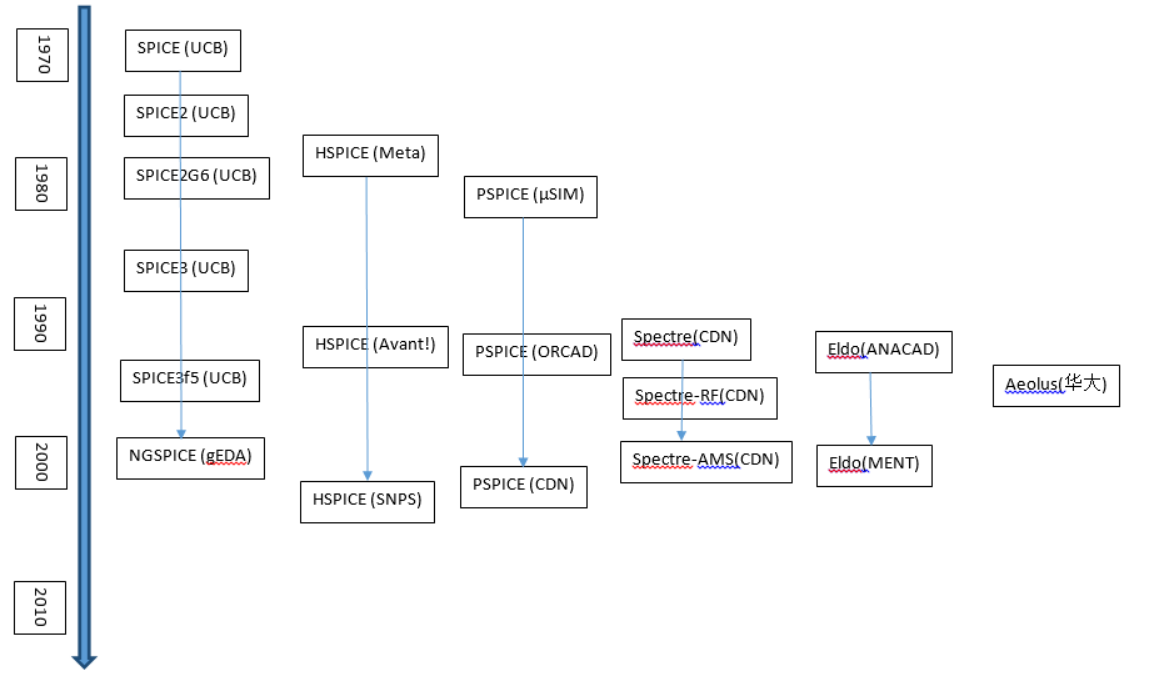 1970
SPICE (UCB)
SPICE2 (UCB)
HSPICE (Meta)
1980
SPICE2G6 (UCB)
PSPICE (µSIM)
SPICE3 (UCB)
1990
HSPICE (Avant!)
PSPICE (ORCAD)
Spectre(CDN)
Eldo(ANACAD)
SPICE3f5 (UCB)
Spectre-RF(CDN)
Aeolus(华大)
2000
NGSPICE (gEDA)
HSPICE (SNPS)
PSPICE (CDN)
Spectre-AMS(CDN)
Eldo(MENT)
2010